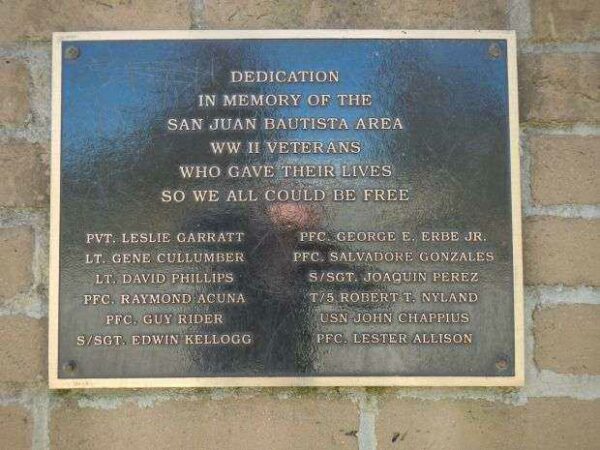 DEDICATION
IN MEMORY OF THE
SAN JUAN BAUTISTA AREA
WW II VETERANS
WHO GAVE THEIR LIVES
SO WE ALL COULD BE FREE
PVT. LESLIE GARRATT
LT. GENE CULLUMBER
LT. DAVID PHILLIPS
PFC. RAYMOND ACUNA
PFC. GUY RIDER
S/SGT. EDWIN KELLOGG
PFC. GEORGE E. ERBE JR.
PFC. SALVADORE GONZALES
S/SGT. JOAQUIN PEREZ
T/5 ROBERT T. NYLAND
USN JOHN CHAPPIUS
PFC. LESTER ALLISON